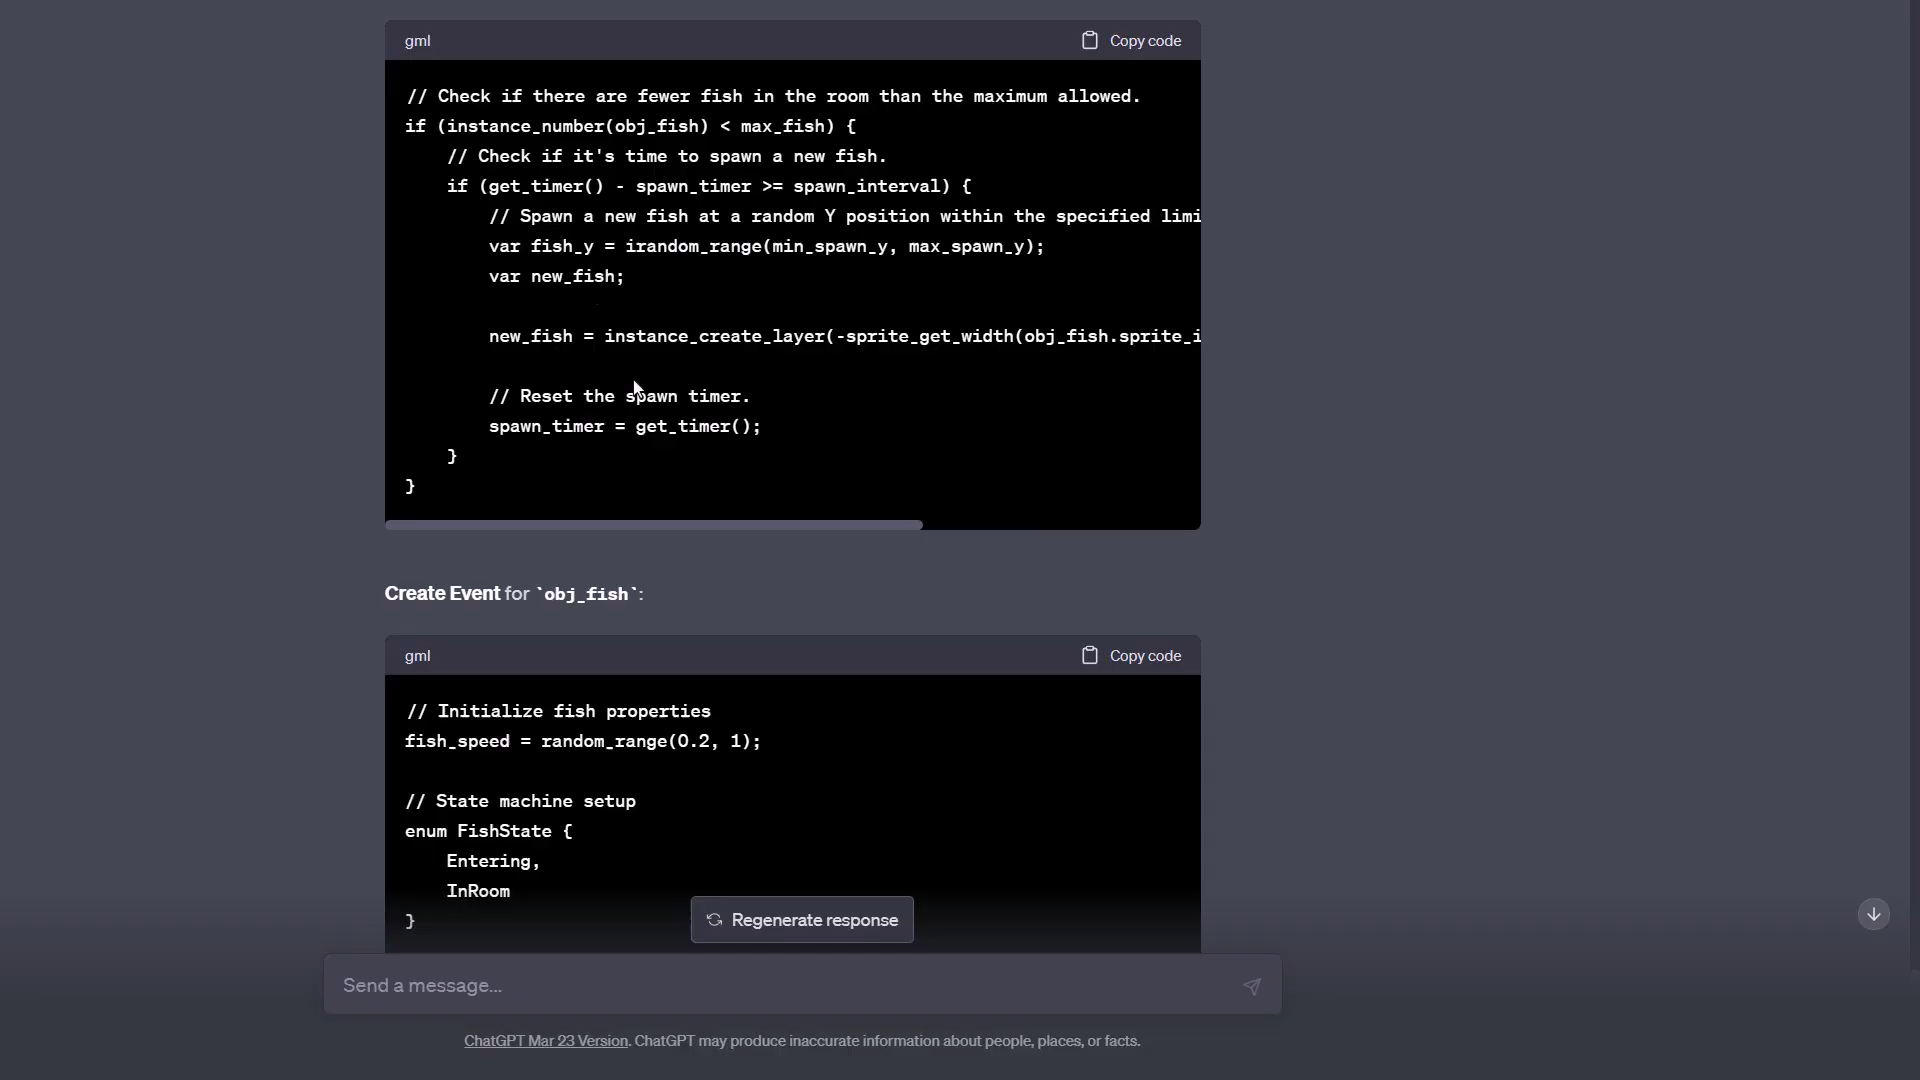 gml
Copy code
// Check if there are fewer fish in the room than the maximum allowed.
if (instance_number(obj_fish) < max_fish) {
    // Check if it's time to spawn a new fish.
    if (get_timer() - spawn_timer >= spawn_interval) {
        // Spawn a new fish at a random Y position within the specified limi
        var fish_y = irandom_range(min_spawn_y, max_spawn_y);
        var new_fish;
        new_fish = instance_create_layer(-sprite_get_width(obj_fish.sprite_i
        // Reset the spawn timer.
        spawn_timer = get_timer();
    }
}
Create Event for `obj_fish`:
gml
Copy code
// Initialize fish properties
fish_speed = random_range(0.2, 1);
// State machine setup
enum FishState {
    Entering,
    InRoom
}
Regenerate response
Send a message...
ChatGPT Mar 23 Version. ChatGPT may produce inaccurate information about people, places, or facts.